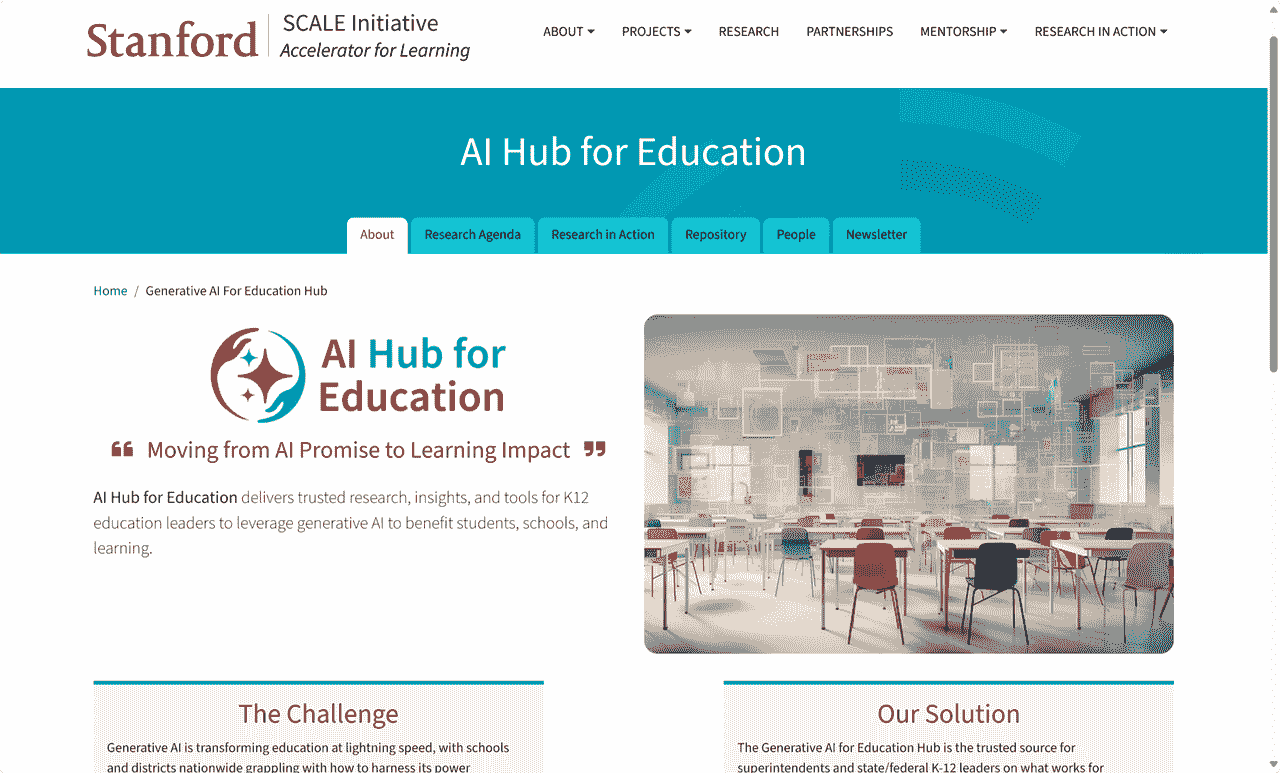 Stanford
SCALE Initiative
Accelerator for Learning
ABOUT
PROJECTS
RESEARCH
PARTNERSHIPS
MENTORSHIP
RESEARCH IN ACTION
AI Hub for Education
About
Research Agenda
Research in Action
Repository
People
Newsletter
Home / Generative AI For Education Hub
AI Hub for
Education
“ Moving from AI Promise to Learning Impact ”
AI Hub for Education delivers trusted research, insights, and tools for K12
education leaders to leverage generative AI to benefit students, schools, and
learning.
The Challenge
Generative AI is transforming education at lightning speed, with schools
and districts nationwide grappling with how to harness its power
Our Solution
The Generative AI for Education Hub is the trusted source for
superintendents and state/federal K-12 leaders on what works for